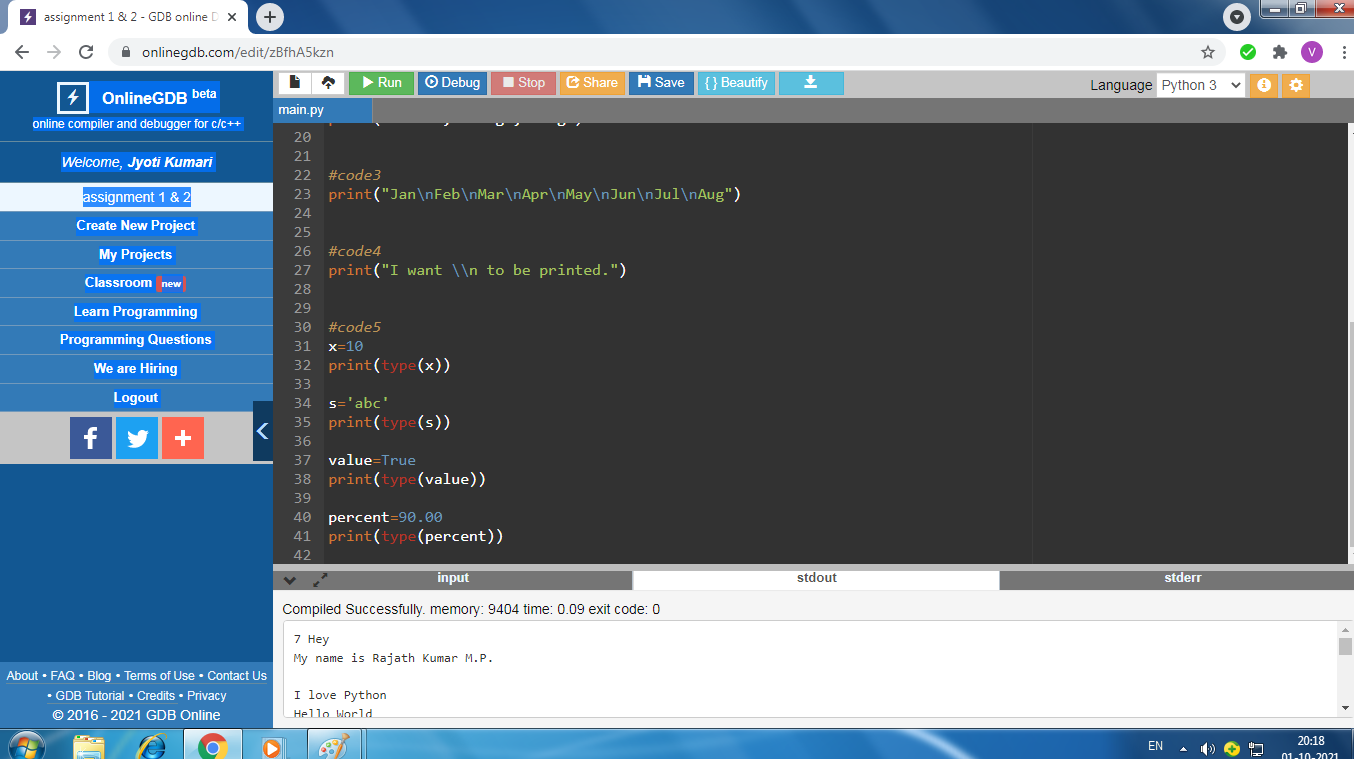 assignment 1 & 2 - GDB online D
onlinegdb.com/edit/zBfhA5kzn
V
OnlineGDB beta
online compiler and debugger for c/c++
Welcome, Jyoti Kumari
assignment 1 & 2
Create New Project
My Projects
Classroom new
Learn Programming
Programming Questions
We are Hiring
Logout
About • FAQ • Blog • Terms of Use • Contact Us
• GDB Tutorial • Credits • Privacy
© 2016 - 2021 GDB Online
Run Debug Stop Share Save { } Beautify
Language Python 3
main.py
20
21
22 #code3
23 print("Jan\nFeb\nMar\nApr\nMay\nJun\nJul\nAug")
24
25
26 #code4
27 print("I want \\n to be printed.")
28
29
30 #code5
31 x=10
32 print(type(x))
33
34 s='abc'
35 print(type(s))
36
37 value=True
38 print(type(value))
39
40 percent=90.00
41 print(type(percent))
42
input stdout stderr
Compiled Successfully. memory: 9404 time: 0.09 exit code: 0
7 Hey
My name is Rajath Kumar M.P.
I love Python
Hello World
EN
20:18
01-10-2021